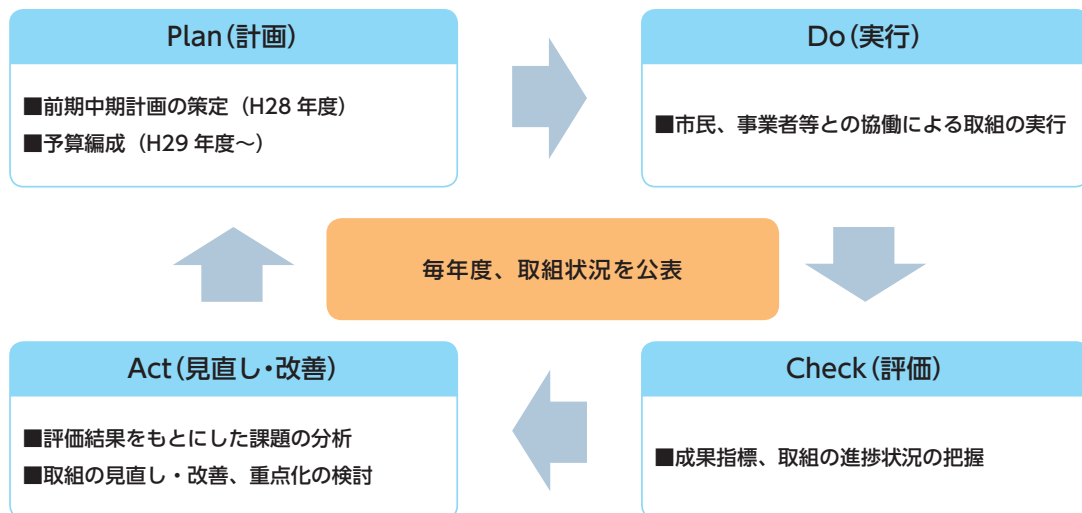 Plan(計画)
■前期中期計画の策定（H28 年度）
■予算編成（H29 年度～）
Do(実行)
■市民、事業者等との協働による取組の実行
毎年度、取組状況を公表
Act(見直し・改善)
■評価結果をもとにした課題の分析
■取組の見直し・改善、重点化の検討
Check(評価)
■成果指標、取組の進捗状況の把握